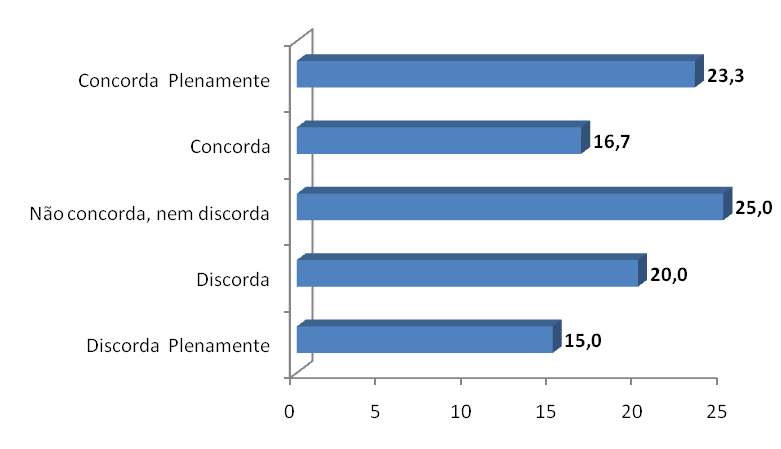 Concorda Plenamente 23,3
Concorda 16,7
Não concorda, nem discorda 25,0
Discorda 20,0
Discorda Plenamente 15,0
0 5 10 15 20 25